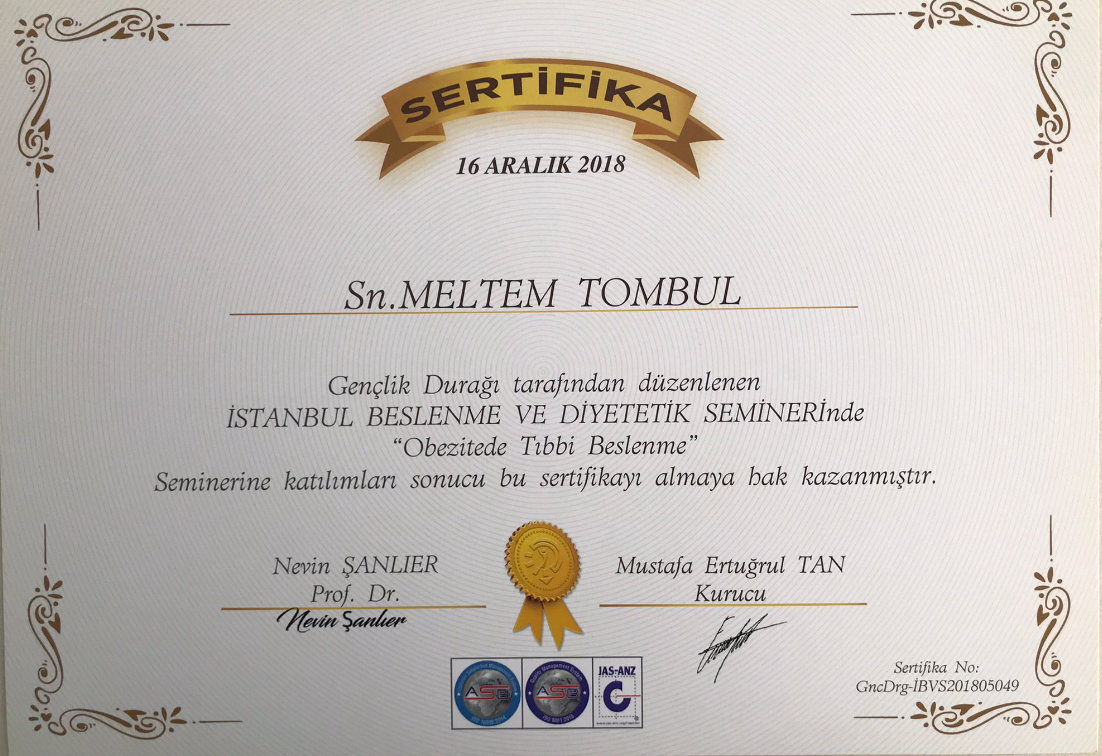 SERTİFİKA
16 ARALIK 2018
Sn.MELTEM TOMBUL
Gençlik Durağı tarafından düzenlenen
İSTANBUL BESLENME VE DİYETETİK SEMİNERİnde
“Obezitede Tıbbi Beslenme”
Seminerine katılımları sonucu bu sertifikayı almaya hak kazanmıştır.
Nevin ŞANLIER
Prof. Dr.
Nevin Şanlıer
Mustafa Ertuğrul TAN
Kurucu
JAS-ANZ
Sertifika No:
GncDrg-İBVS201805049